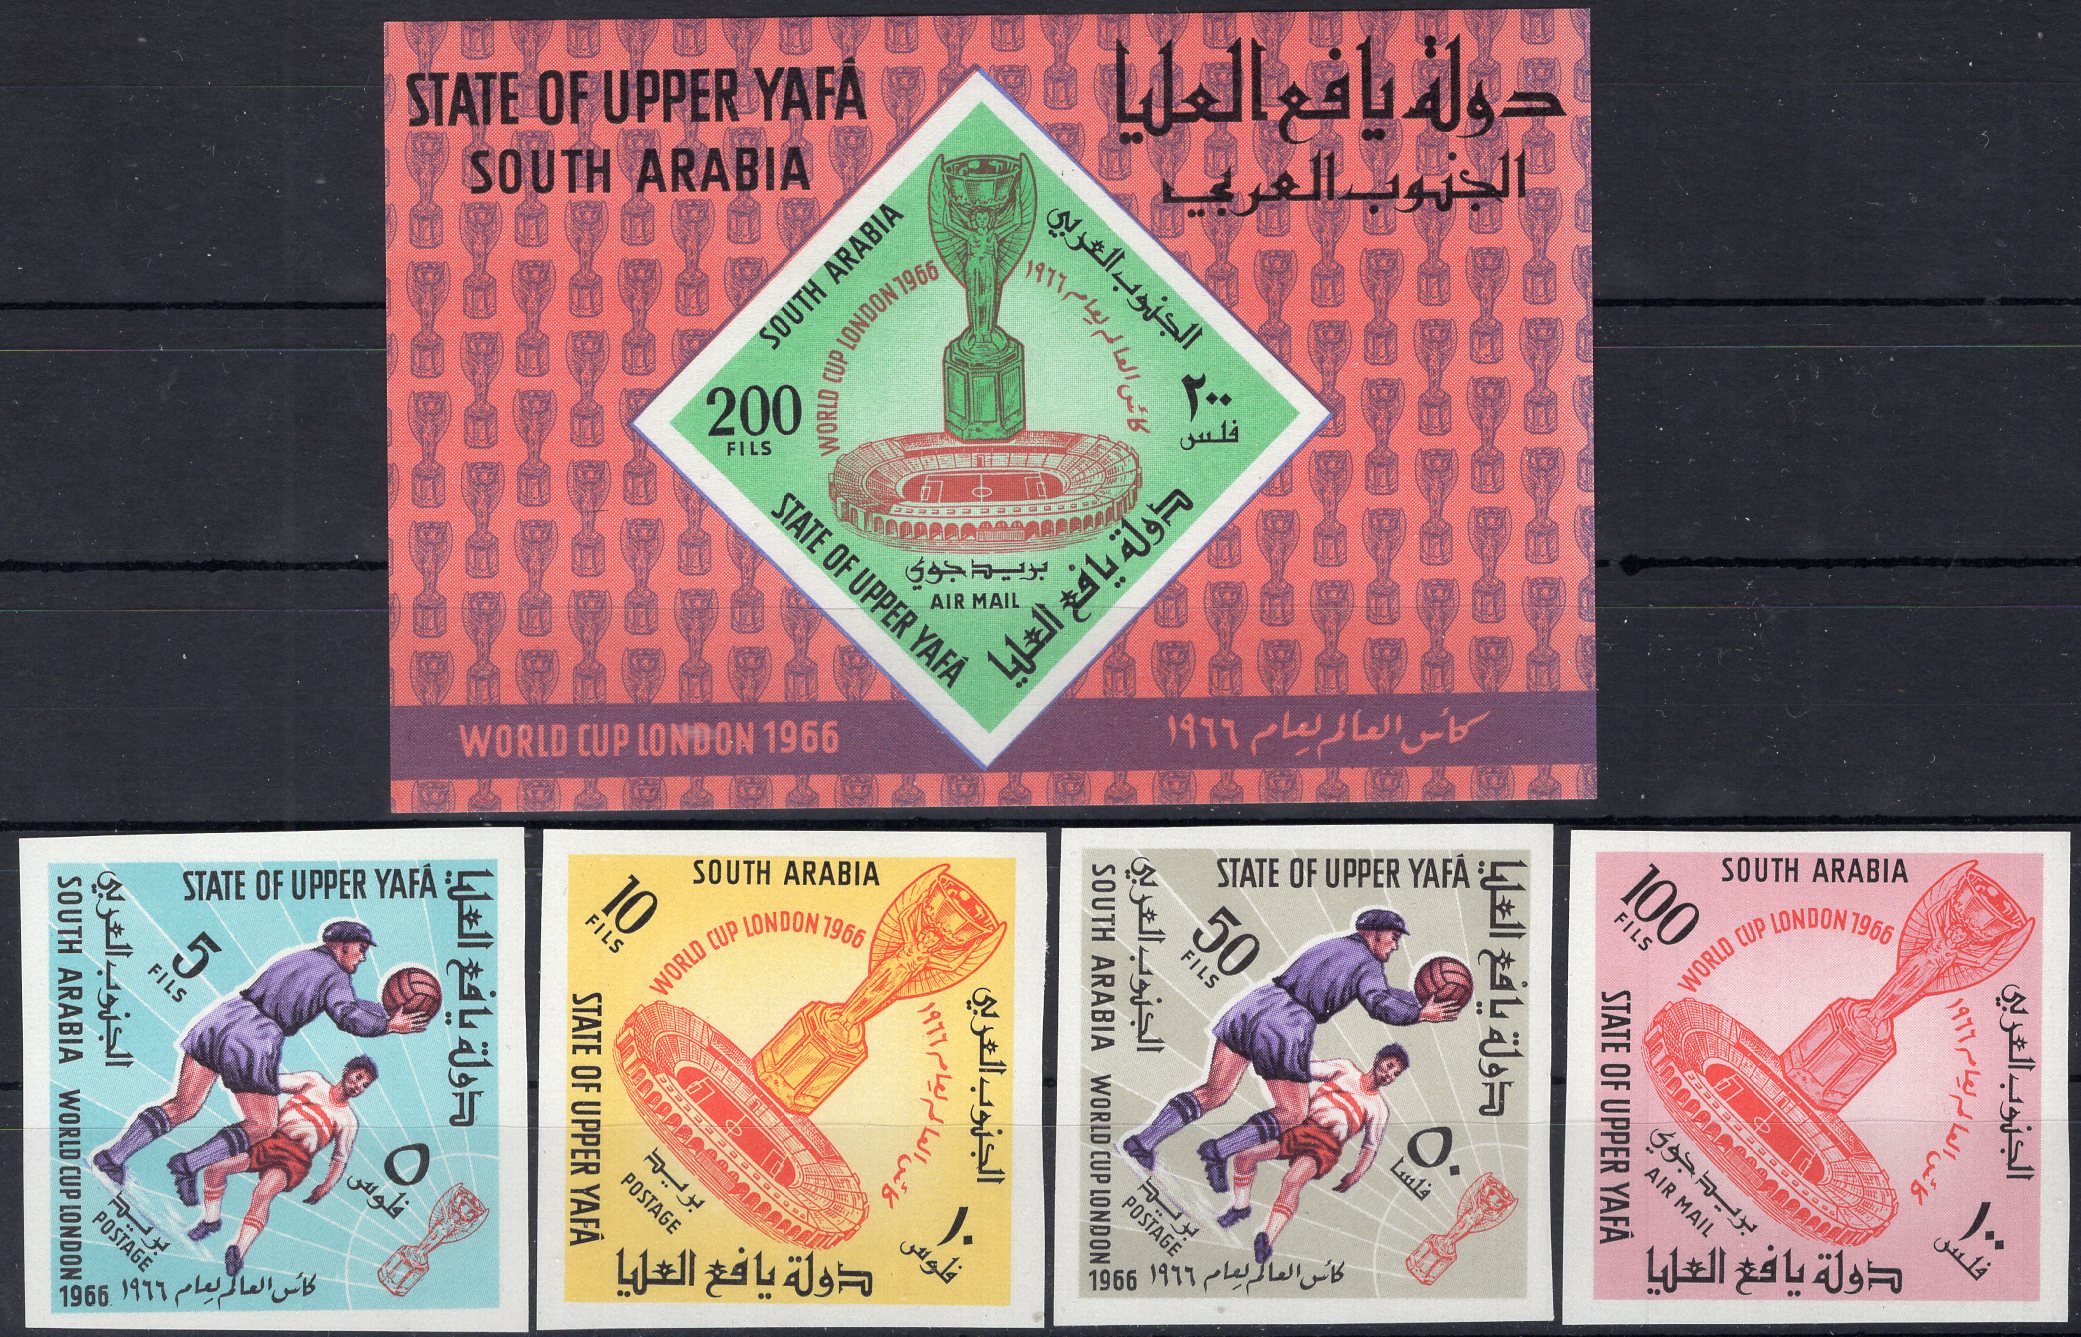 STATE OF UPPER YAFÁ
SOUTH ARABIA
دولة يافع العليا
الجنوب العربي
SOUTH ARABIA
الجنوب العربي
WORLD CUP LONDON 1966
كأس العالم لعام ١٩٦٦
200
FILS
٢٠٠
فلس
بريد جوي
AIR MAIL
STATE OF UPPER YAFÁ
دولة يافع العليا
WORLD CUP LONDON 1966
كأس العالم لعام ١٩٦٦
STATE OF UPPER YAFÁ
دولة يافع العليا
SOUTH ARABIA WORLD CUP LONDON 1966
الجنوب العربي
5
FILS
٥
فلوس
بريد
POSTAGE
كأس العالم لعام ١٩٦٦
SOUTH ARABIA
10
FILS
WORLD CUP LONDON 1966
كأس العالم لعام ١٩٦٦
الجنوب العربي
STATE OF UPPER YAFÁ
بريد
POSTAGE
١٠
فلوس
دولة يافع العليا
STATE OF UPPER YAFÁ
دولة يافع العليا
SOUTH ARABIA WORLD CUP LONDON 1966
الجنوب العربي
50
FILS
٥٠
فلسا
بريد
POSTAGE
كأس العالم لعام ١٩٦٦
SOUTH ARABIA
100
FILS
WORLD CUP LONDON 1966
كأس العالم لعام ١٩٦٦
الجنوب العربي
STATE OF UPPER YAFÁ
بريد جوي
AIR MAIL
١٠٠
فلس
دولة يافع العليا